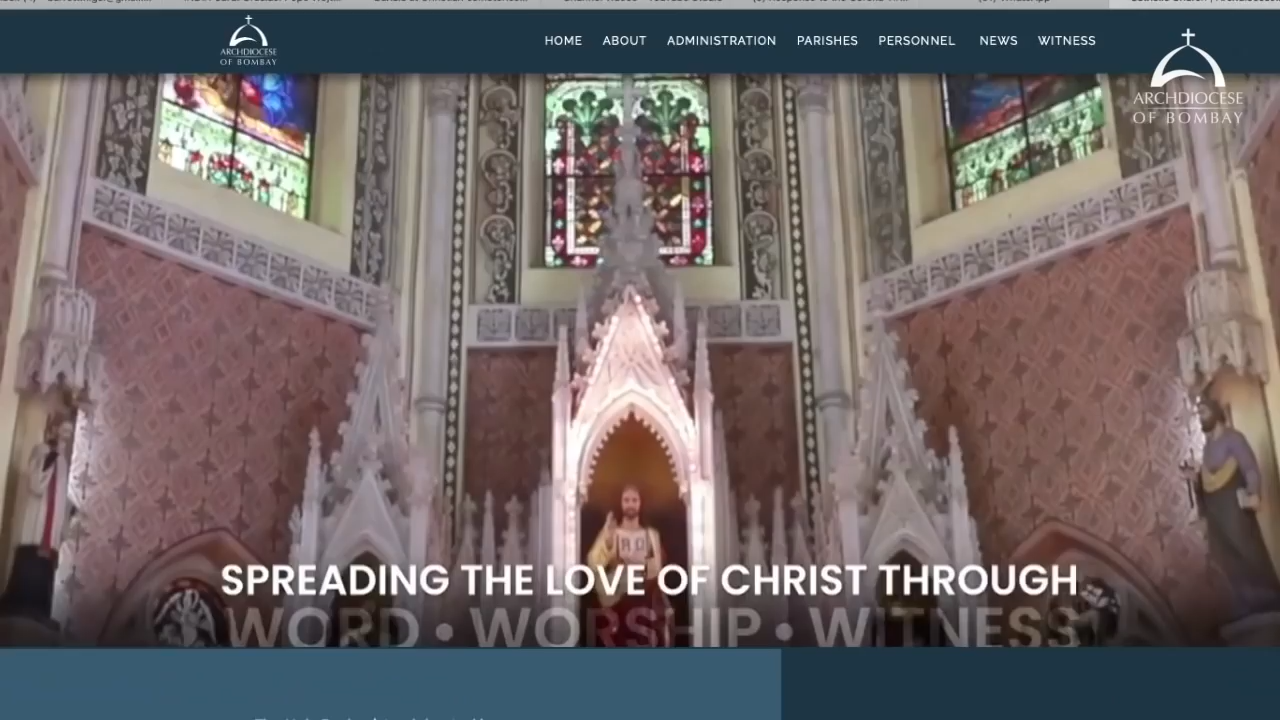 ARCHDIOCESE
OF BOMBAY
HOME ABOUT ADMINISTRATION PARISHES PERSONNEL NEWS WITNESS
ARCHDIOCESE
OF BOMBAY
SPREADING THE LOVE OF CHRIST THROUGH
WORD • WORSHIP • WITNESS